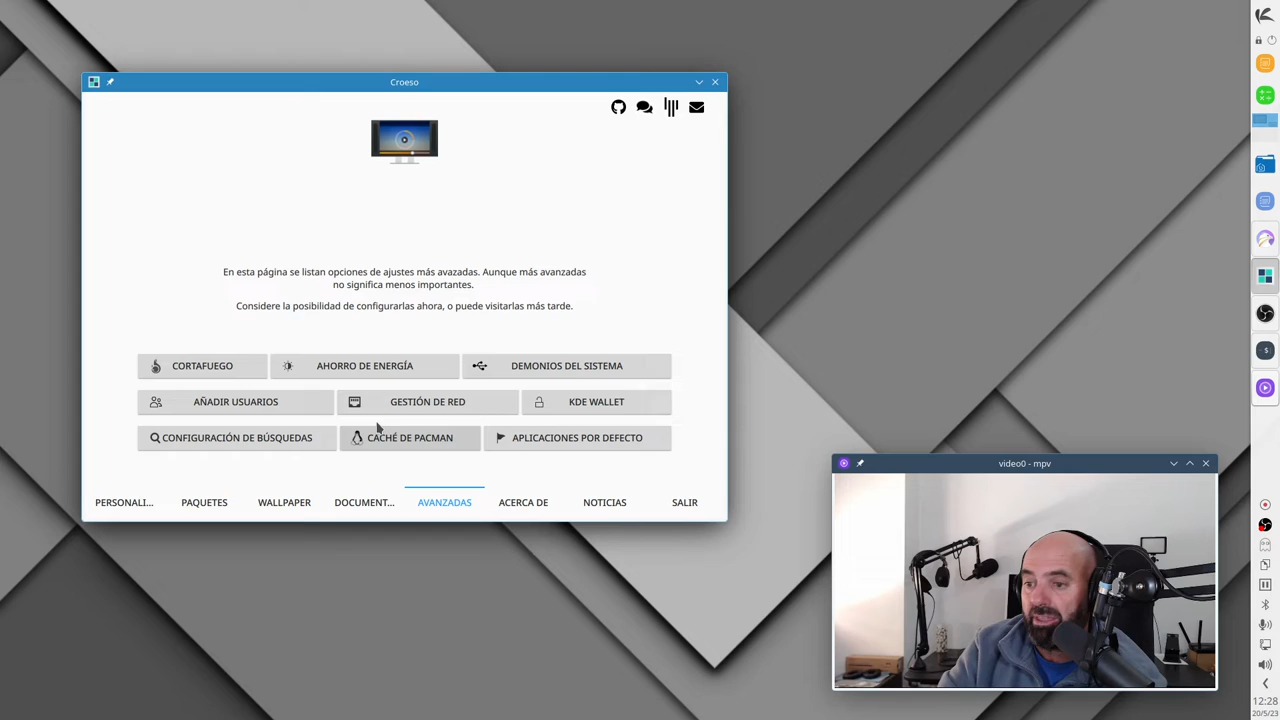 Croeso
En esta página se listan opciones de ajustes más avazadas. Aunque más avanzadas
no significa menos importantes.
Considere la posibilidad de configurarlas ahora, o puede visitarlas más tarde.
CORTAFUEGO
AHORRO DE ENERGÍA
DEMONIOS DEL SISTEMA
AÑADIR USUARIOS
GESTIÓN DE RED
KDE WALLET
CONFIGURACIÓN DE BÚSQUEDAS
CACHÉ DE PACMAN
APLICACIONES POR DEFECTO
PERSONALI...
PAQUETES
WALLPAPER
DOCUMENT...
AVANZADAS
ACERCA DE
NOTICIAS
SALIR
video0 - mpv
12:28
20/5/23